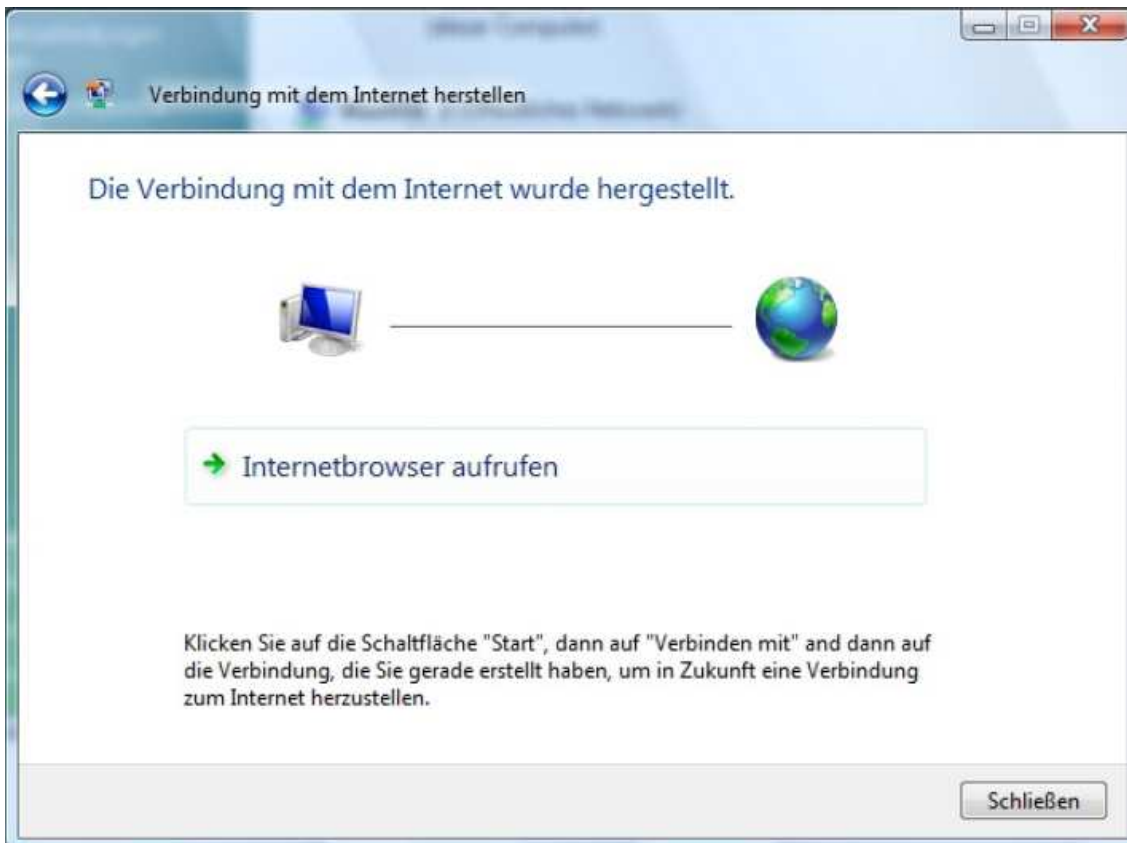 Verbindung mit dem Internet herstellen
Die Verbindung mit dem Internet wurde hergestellt.
Internetbrowser aufrufen
Klicken Sie auf die Schaltfläche "Start", dann auf "Verbinden mit" and dann auf
die Verbindung, die Sie gerade erstellt haben, um in Zukunft eine Verbindung
zum Internet herzustellen.
Schließen